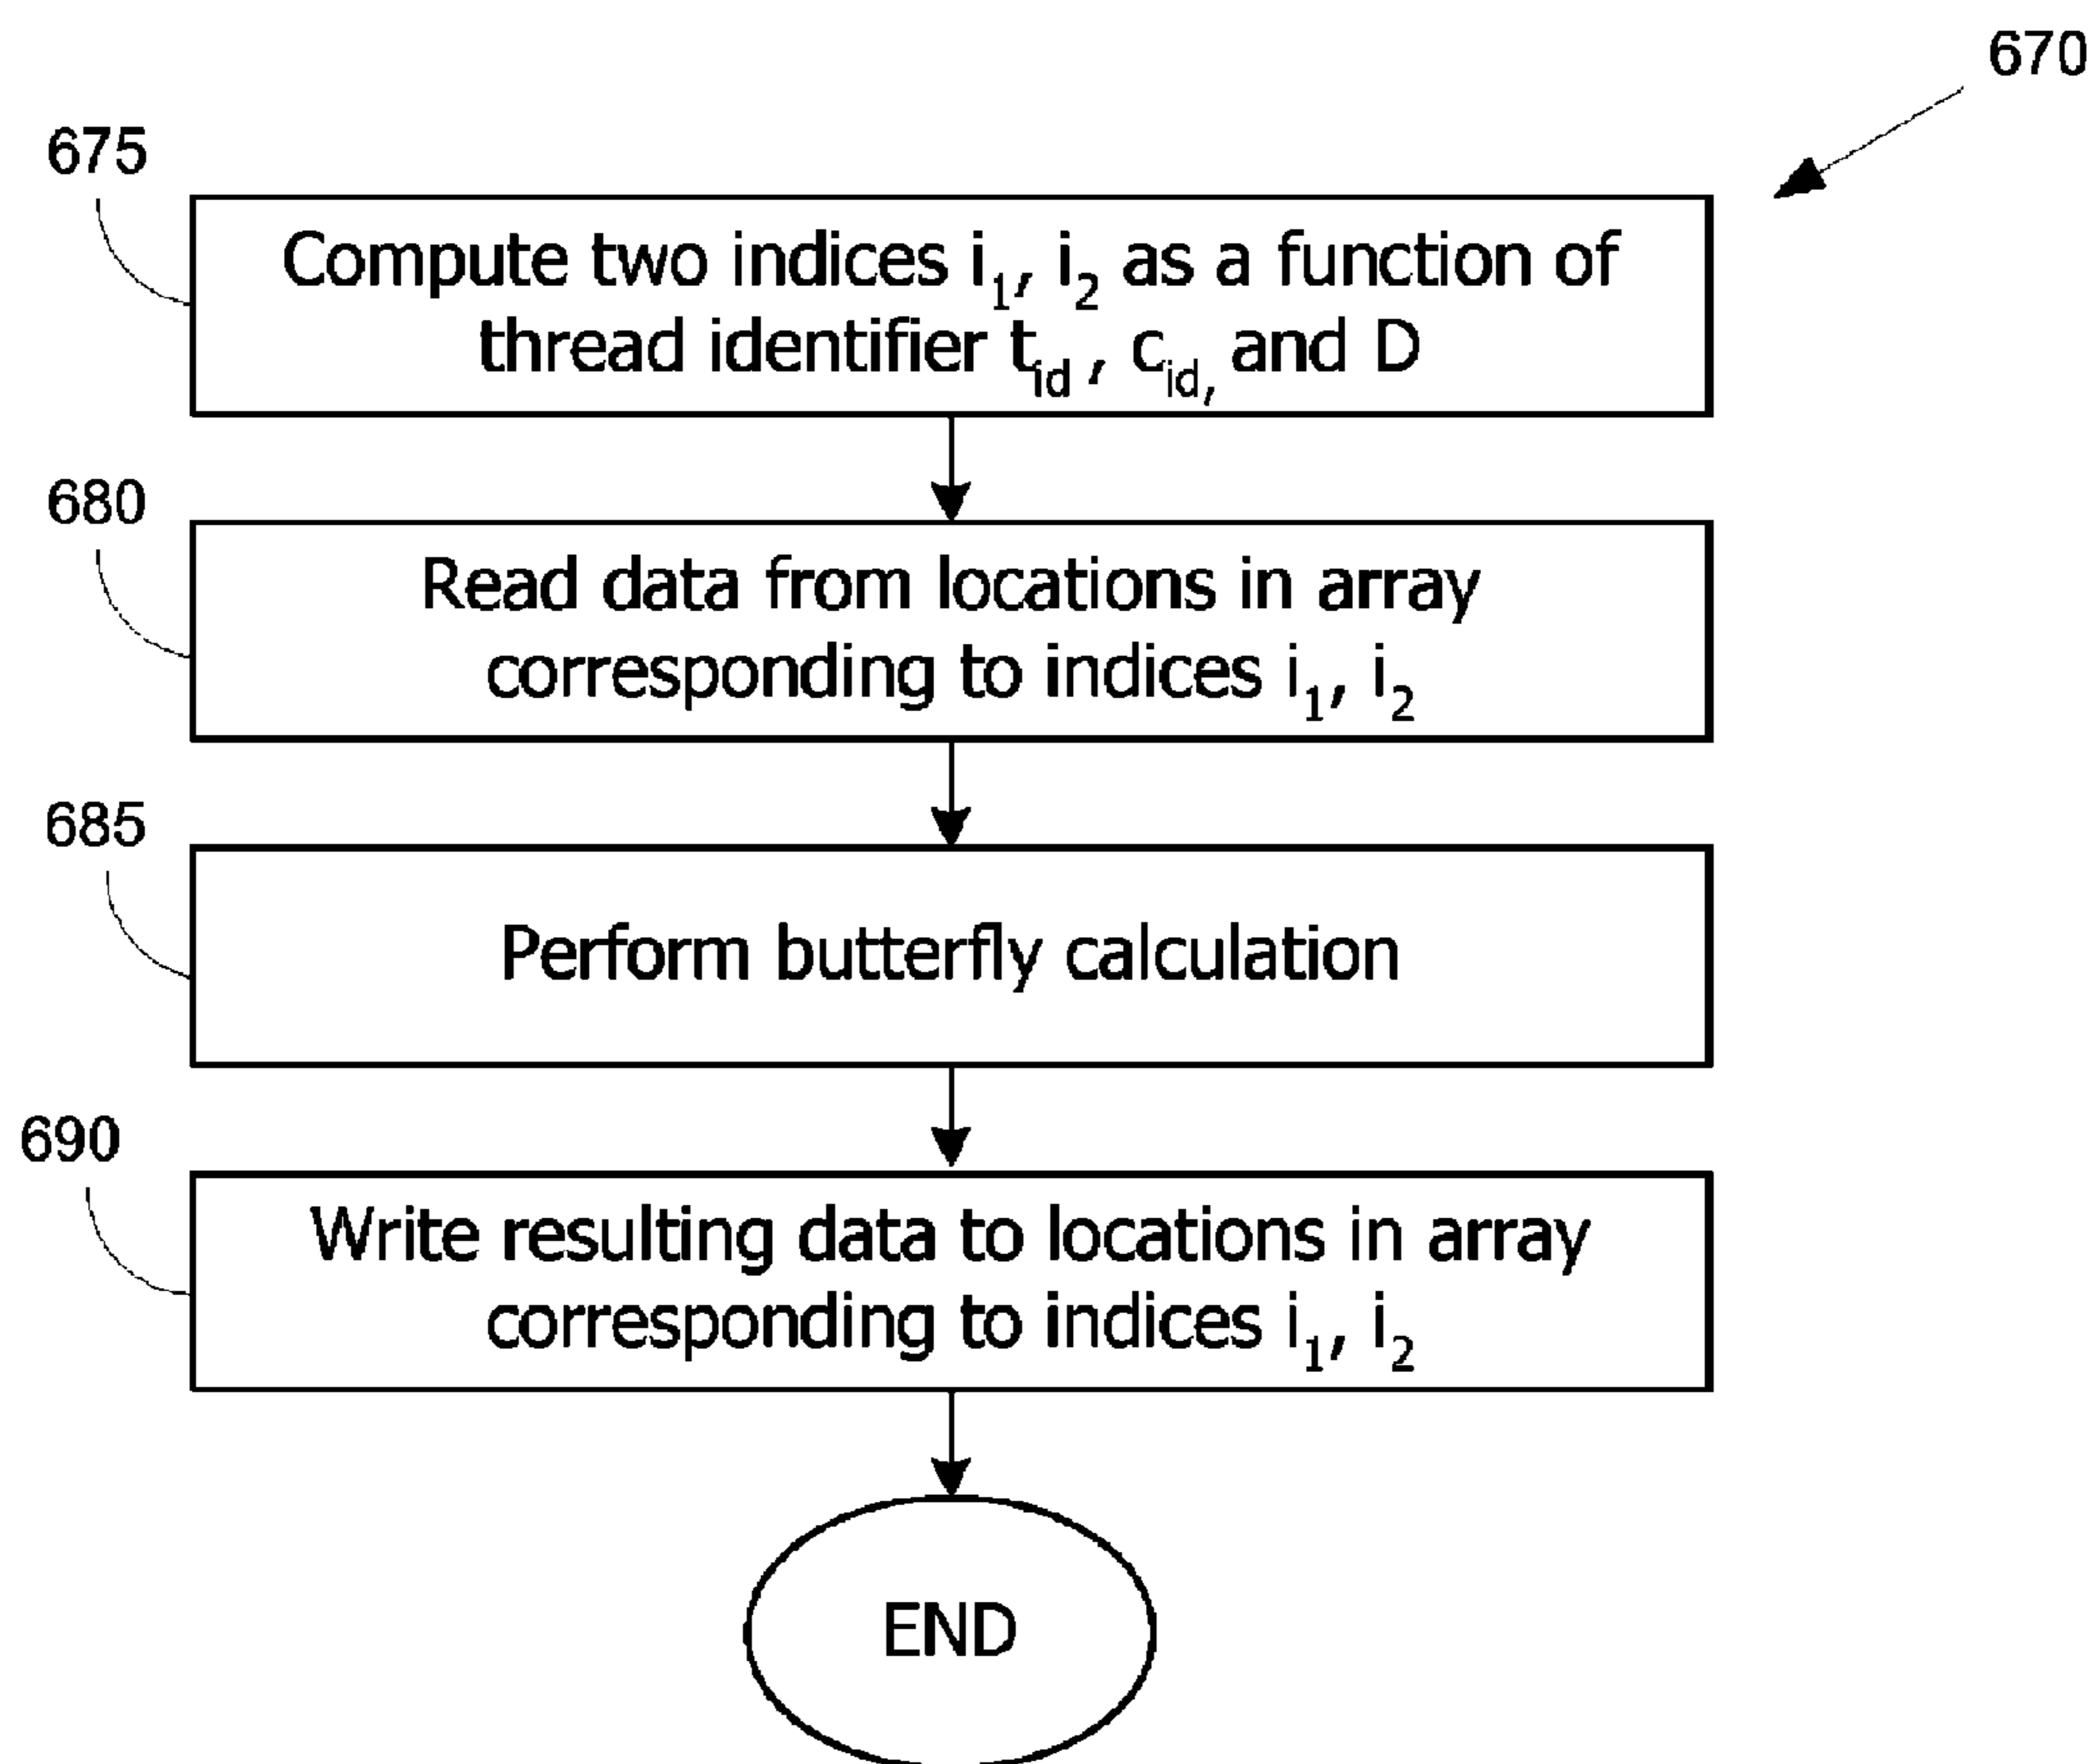 670
675
Compute two indices i₁, i₂ as a function of
thread identifier t_id , c_id, and D
680
Read data from locations in array
corresponding to indices i₁, i₂
685
Perform butterfly calculation
690
Write resulting data to locations in array
corresponding to indices i₁, i₂
END